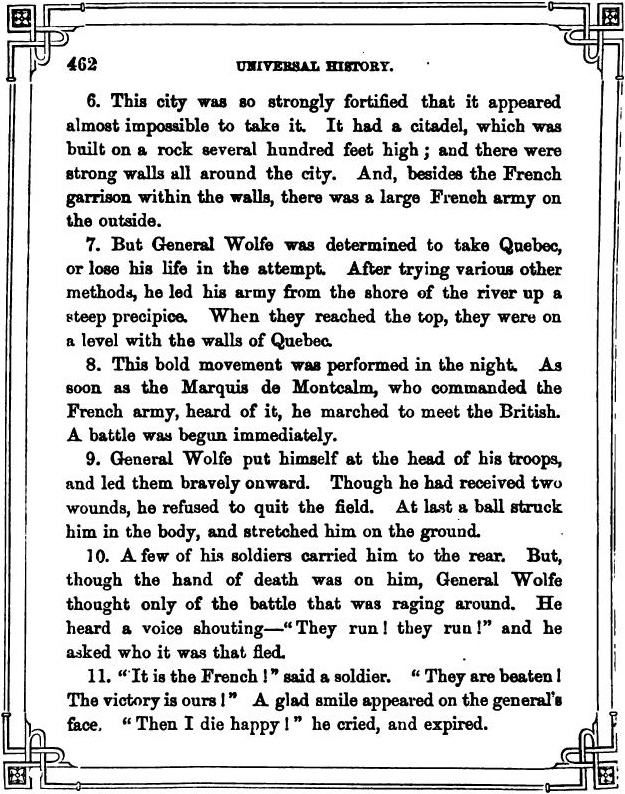 462 UNIVERSAL HISTORY.
6. This city was so strongly fortified that it appeared
almost impossible to take it. It had a citadel, which was
built on a rock several hundred feet high; and there were
strong walls all around the city. And, besides the French
garrison within the walls, there was a large French army on
the outside.
7. But General Wolfe was determined to take Quebec,
or lose his life in the attempt. After trying various other
methods, he led his army from the shore of the river up a
steep precipice. When they reached the top, they were on
a level with the walls of Quebec.
8. This bold movement was performed in the night. As
soon as the Marquis de Montcalm, who commanded the
French army, heard of it, he marched to meet the British.
A battle was begun immediately.
9. General Wolfe put himself at the head of his troops,
and led them bravely onward. Though he had received two
wounds, he refused to quit the field. At last a ball struck
him in the body, and stretched him on the ground.
10. A few of his soldiers carried him to the rear. But,
though the hand of death was on him, General Wolfe
thought only of the battle that was raging around. He
heard a voice shouting—“They run! they run!” and he
asked who it was that fled.
11. “It is the French!” said a soldier. “They are beaten!
The victory is ours!” A glad smile appeared on the general's
face. “Then I die happy!” he cried, and expired.